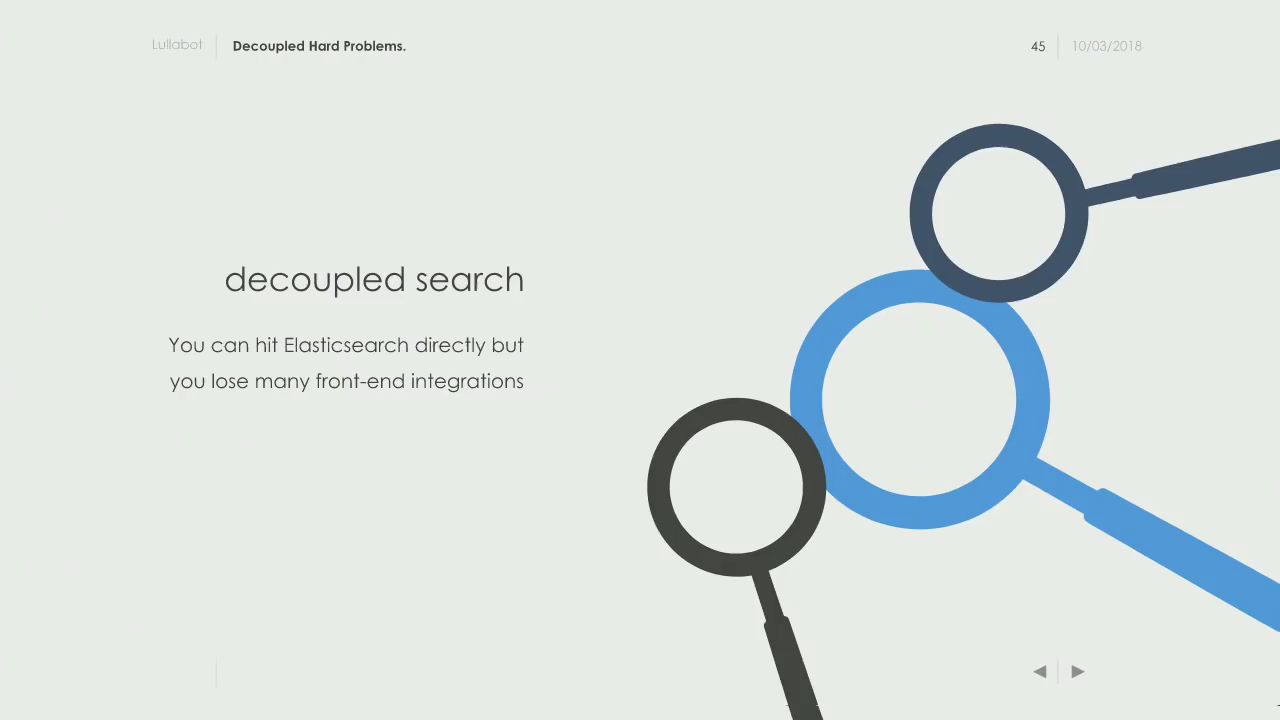 Lullabot
Decoupled Hard Problems.
45
10/03/2018
decoupled search
You can hit Elasticsearch directly but
you lose many front-end integrations